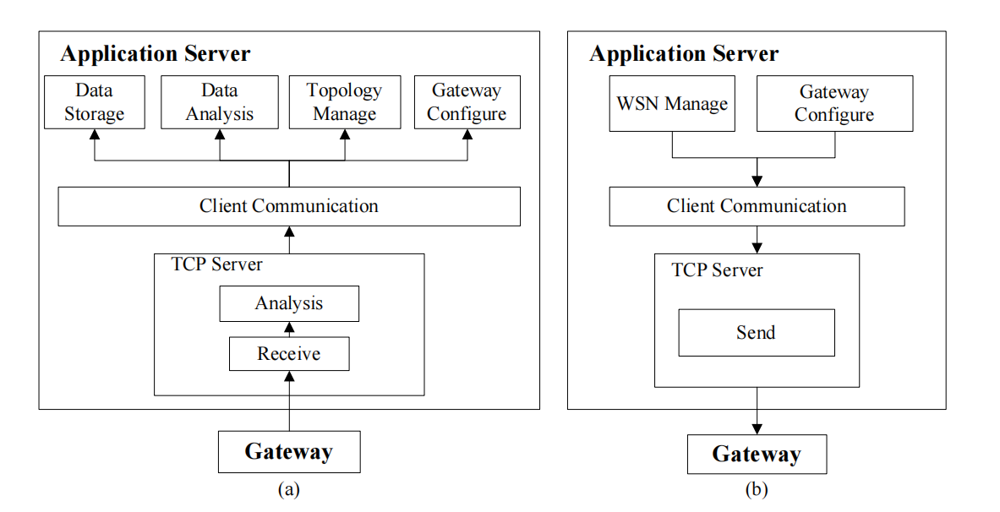 Application Server
Data
Storage
Data
Analysis
Topology
Manage
Gateway
Configure
Client Communication
TCP Server
Analysis
Receive
Gateway
(a)
Application Server
WSN Manage
Gateway
Configure
Client Communication
TCP Server
Send
Gateway
(b)